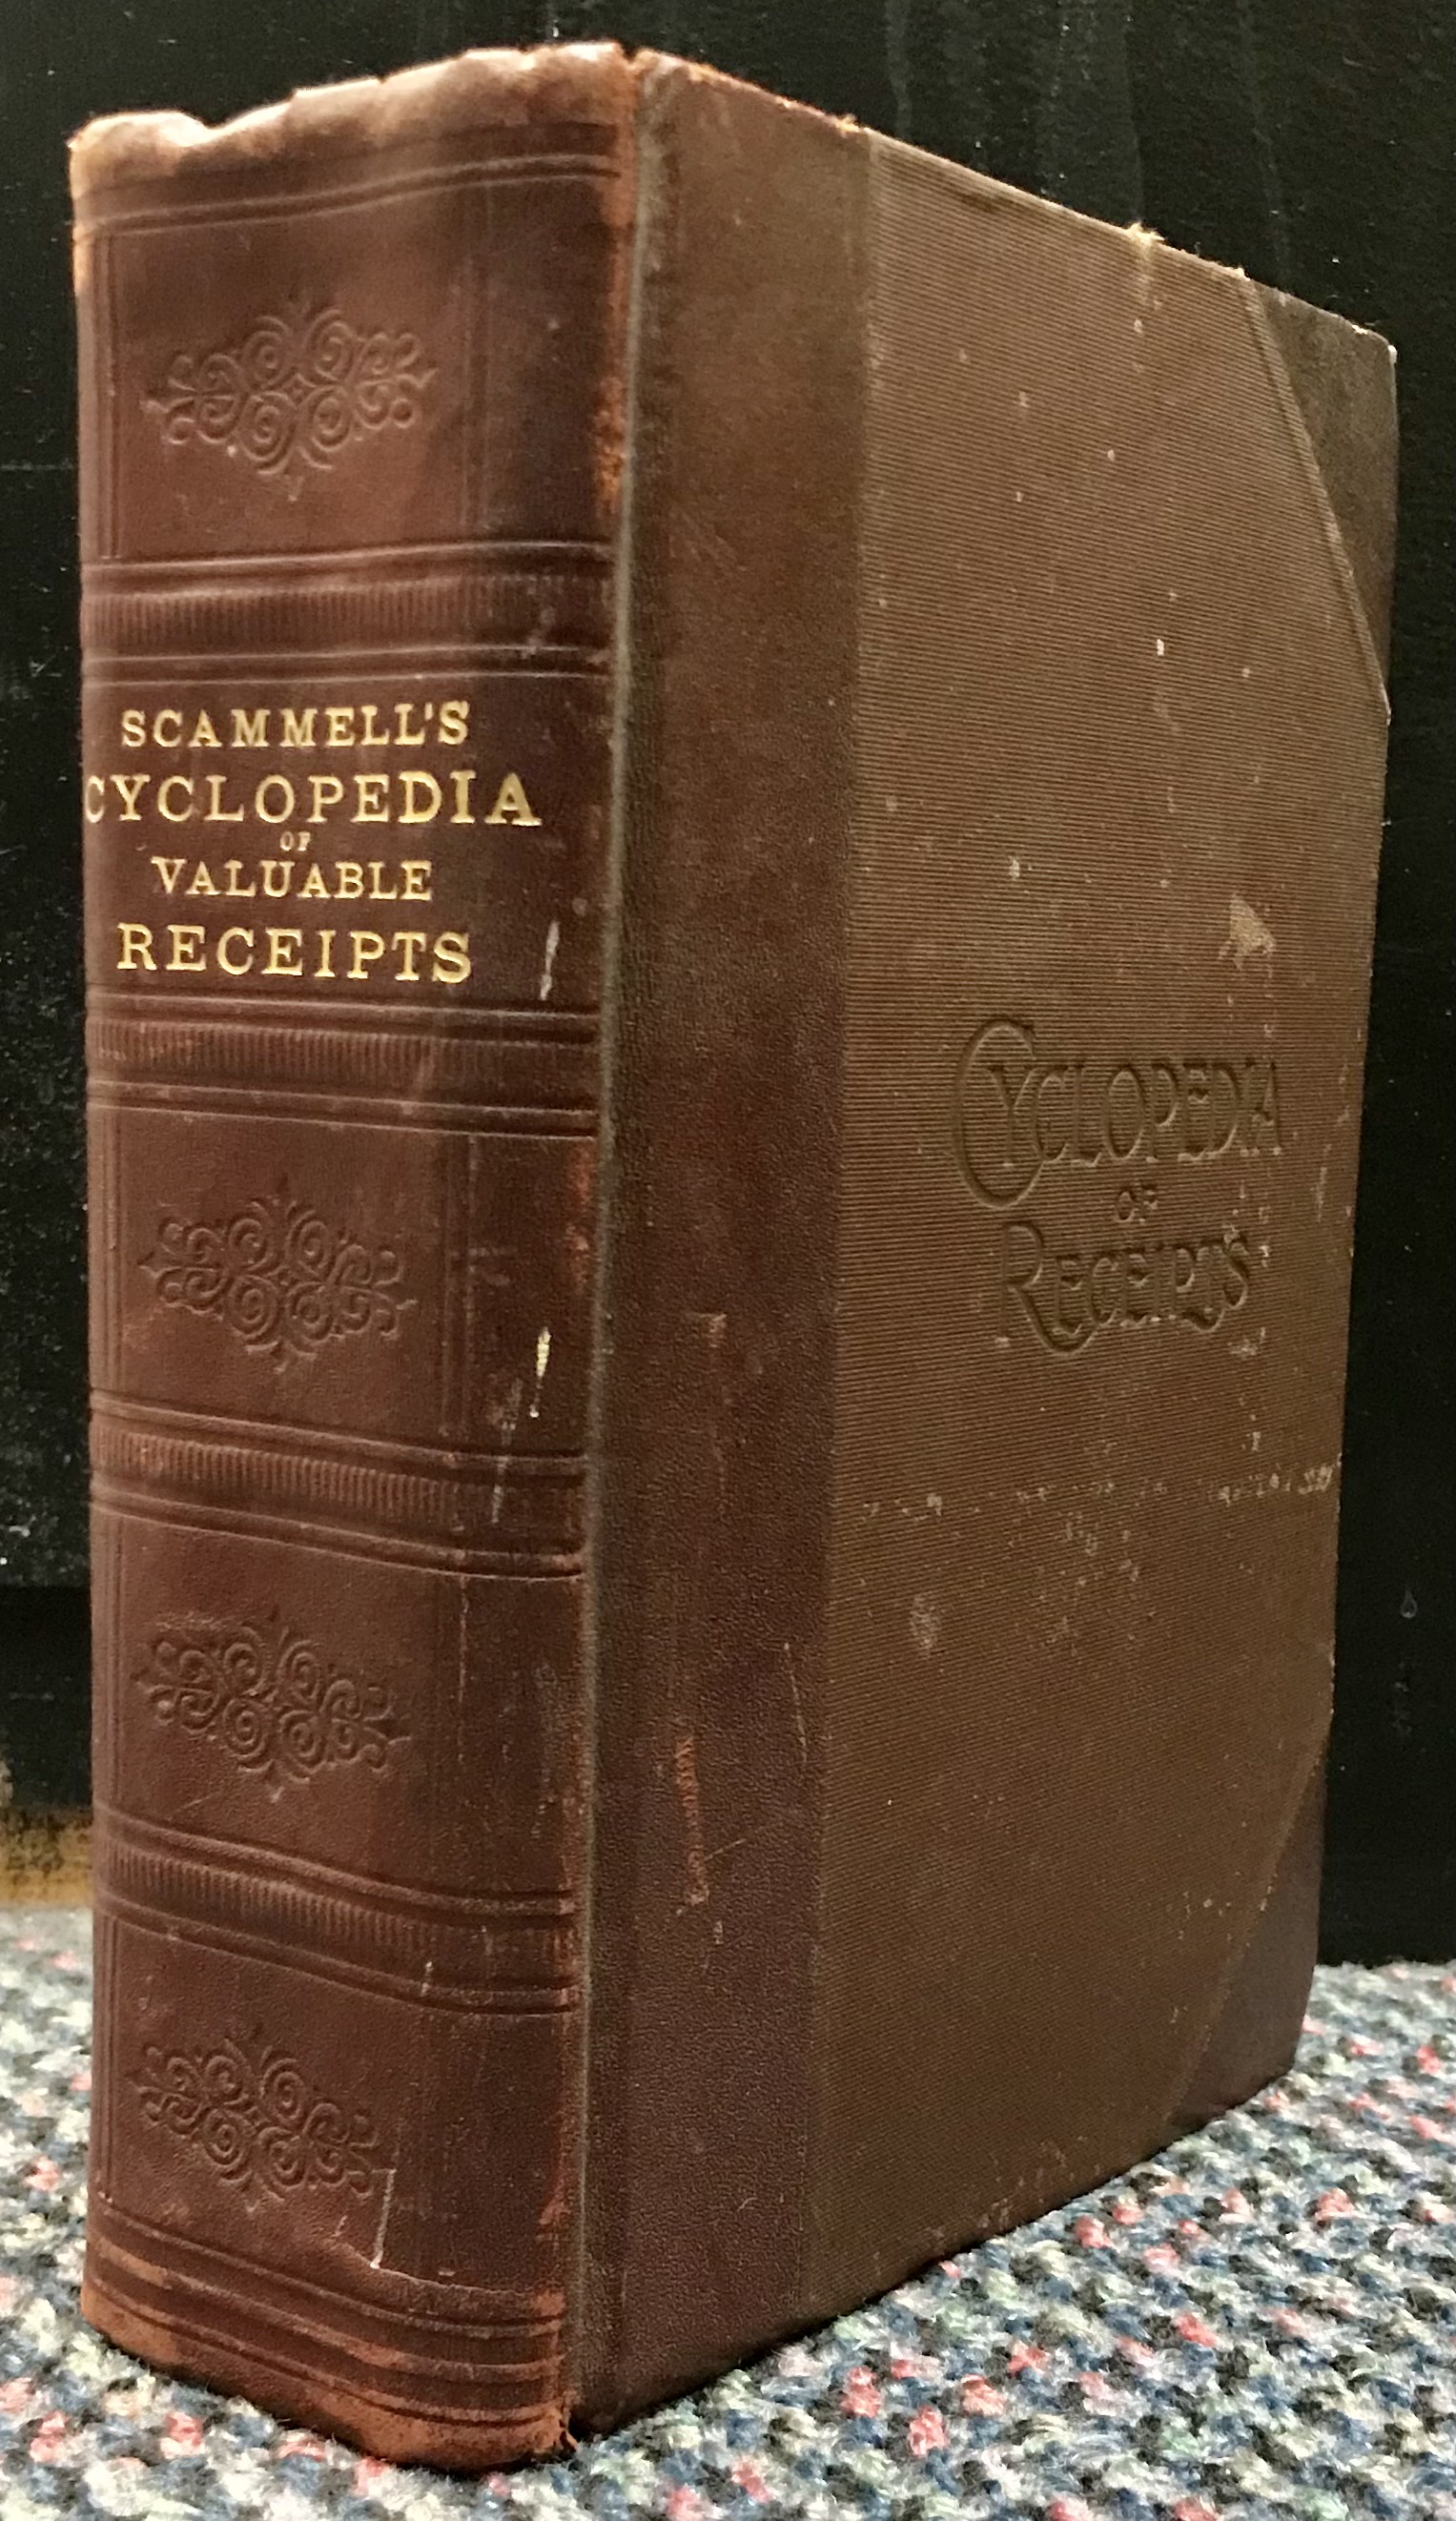 SCAMMELL'S
CYCLOPEDIA
OF
VALUABLE
RECEIPTS
CYCLOPEDIA
OF
RECEIPTS